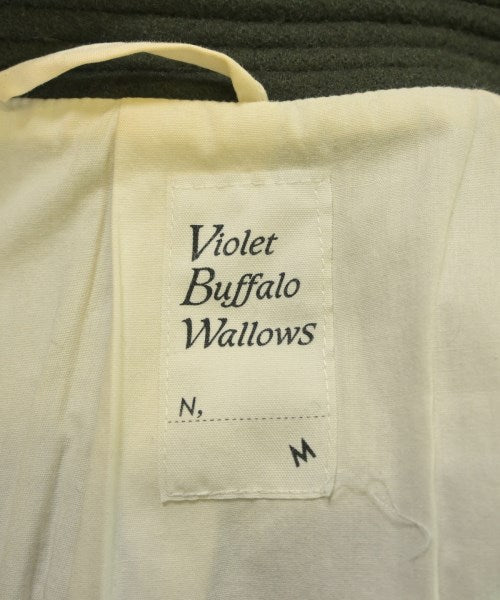 Violet
Buffalo
Wallows
N,
M